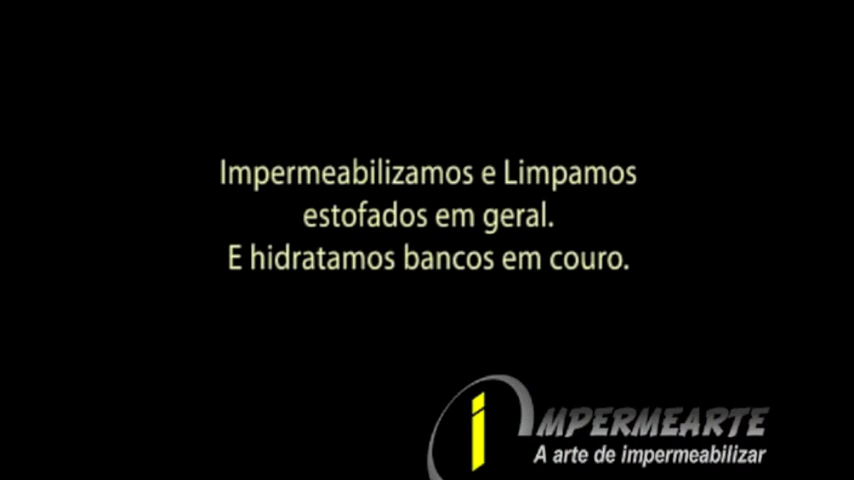 Impermeabilizamos e Limpamos
estofados em geral.
E hidratamos bancos em couro.
iMPERMEARTE
A arte de impermeabilizar